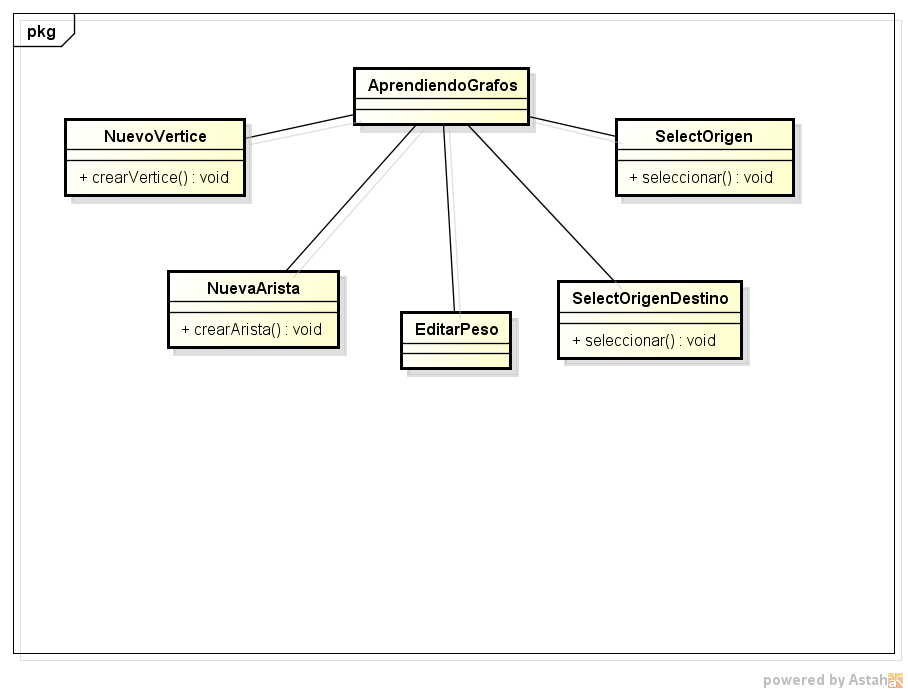 pkg
AprendiendoGrafos
NuevoVertice
+ crearVertice() : void
SelectOrigen
+ seleccionar() : void
NuevaArista
+ crearArista() : void
EditarPeso
SelectOrigenDestino
+ seleccionar() : void
powered by Astah